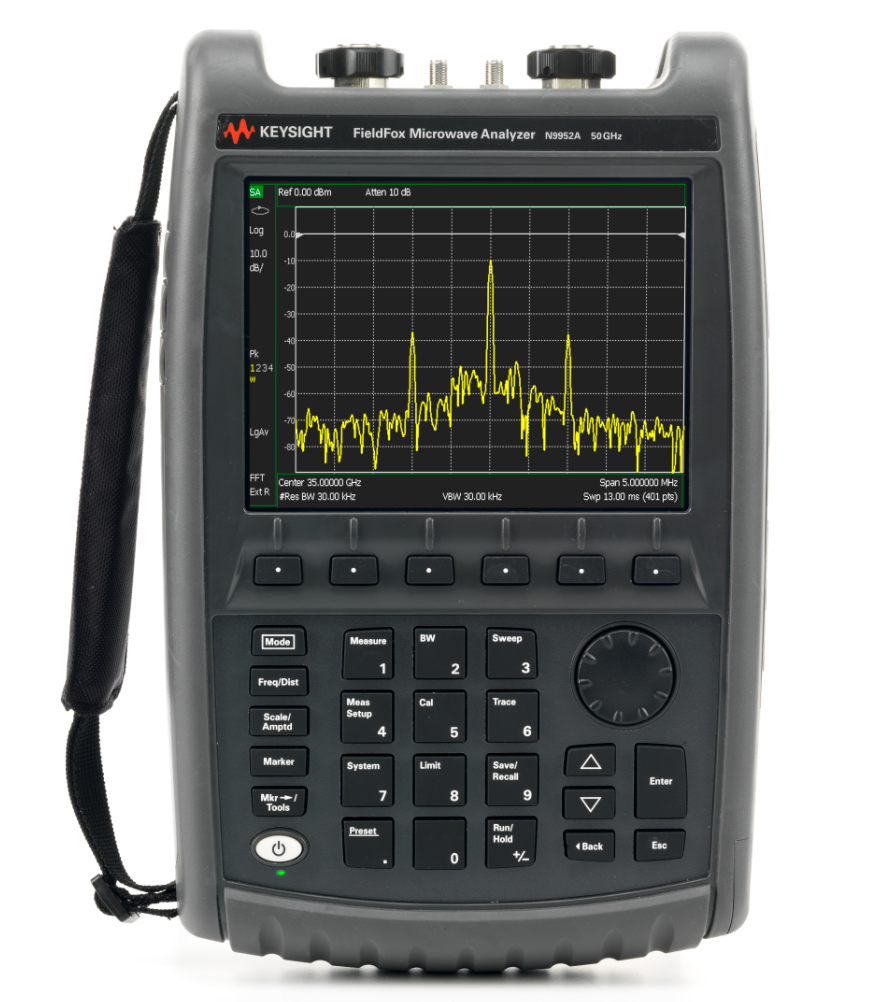 KEYSIGHT FieldFox Microwave Analyzer N9952A 50 GHz
SA Ref 0.00 dBm Atten 10 dB
Log
0.0
10.0
dB/
-10
-20
-30
-40
Pk
1234
W
-50
-60
-70
LgAv
-80
FFT
Center 35.00000 GHz Span 5.000000 MHz
Ext R #Res BW 30.00 kHz VBW 30.00 kHz Swp 13.00 ms (401 pts)
Mode
Measure
1
BW
2
Sweep
3
Freq/Dist
Scale/
Amptd
Meas
Setup
4
Cal
5
Trace
6
Marker
System
7
Limit
8
Save/
Recall
9
Enter
Mkr→/
Tools
Preset
.
0
Run/
Hold
+/-
Back
Esc